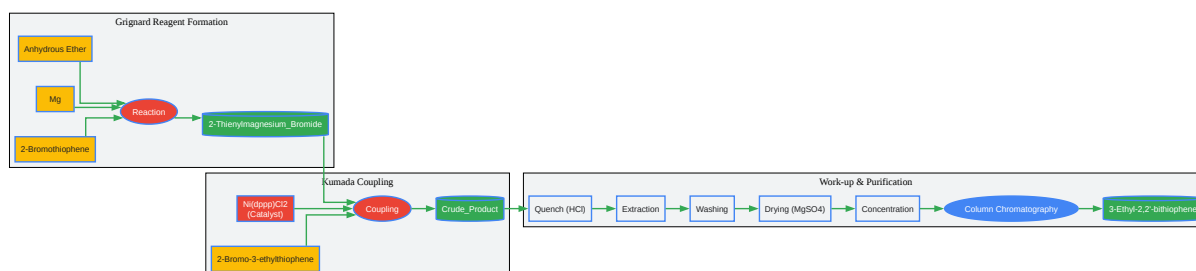 Grignard Reagent Formation
Anhydrous Ether
Mg
Reaction
2-Bromothiophene
2-Thienylmagnesium_Bromide
Kumada Coupling
Ni(dppp)Cl2
(Catalyst)
Coupling
Crude_Product
2-Bromo-3-ethylthiophene
Work-up & Purification
Quench (HCl)
Extraction
Washing
Drying (MgSO4)
Concentration
Column Chromatography
3-Ethyl-2,2'-bithiophene